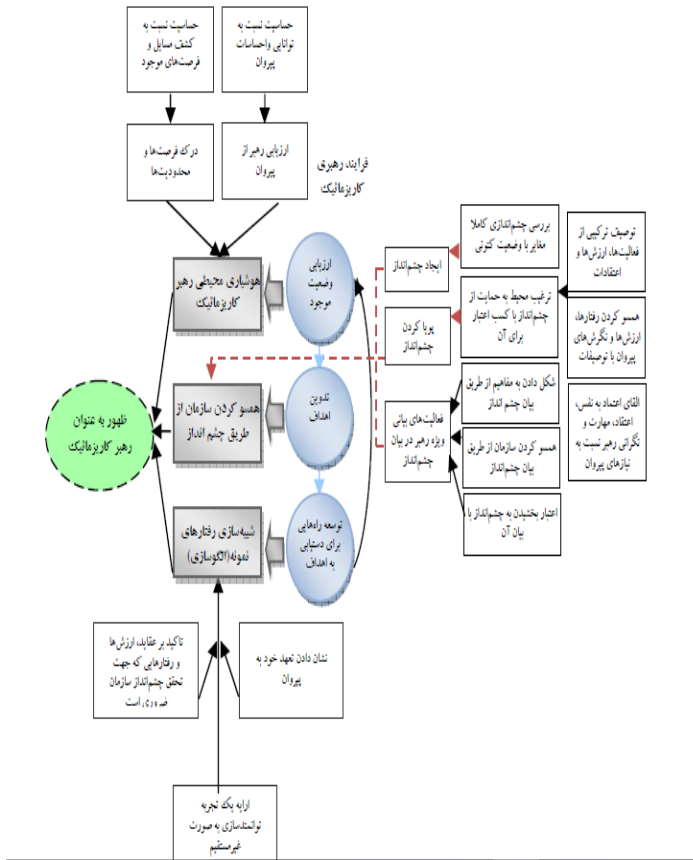 حساسیت نسبت به
کشف مسایل و
فرصت‌های موجود
حساسیت نسبت به
توانایی واحساسات
پیروان
درک فرصت‌ها و
محدودیت‌ها
ارزیابی رهبر از
پیروان
فرایند رهبری
کاریزماتیک
هوشیاری محیطی رهبر
کاریزماتیک
ارزیابی
وضعیت
موجود
ایجاد چشم‌انداز
بررسی چشم‌اندازی کاملا
مغایر با وضعیت کنونی
توصیف ترکیبی از
فعالیت‌ها، ارزش‌ها و
اعتقادات
پویا کردن
چشم‌انداز
ترغیب محیط به حمایت از
چشم‌انداز با کسب اعتبار
برای آن
همسو کردن رفتارها،
ارزش‌ها و نگرش‌های
پیروان با توصیفات
ظهور به عنوان
رهبر کاریزماتیک
همسو کردن سازمان از
طریق چشم انداز
تدوین
اهداف
فعالیت‌های بیانی
ویژه رهبر در بیان
چشم‌انداز
شکل دادن به مفاهیم از طریق
بیان چشم انداز
همسو کردن سازمان از طریق
بیان چشم‌انداز
اعتبار بخشیدن به چشم‌انداز با
بیان آن
القای اعتماد به نفس،
اعتقاد، مهارت و
نگرانی رهبر نسبت به
نیازهای پیروان
شبیه‌سازی رفتارهای
نمونه(الگوسازی)
توسعه راه‌هایی
برای دستیابی
به اهداف
تاکید بر عقاید، ارزش‌ها
و رفتارهایی که جهت
تحقق چشم‌انداز سازمان
ضروری است
نشان دادن تعهد خود به
پیروان
ارایه یک تجربه
توانمندسازی به صورت
غیرمستقیم